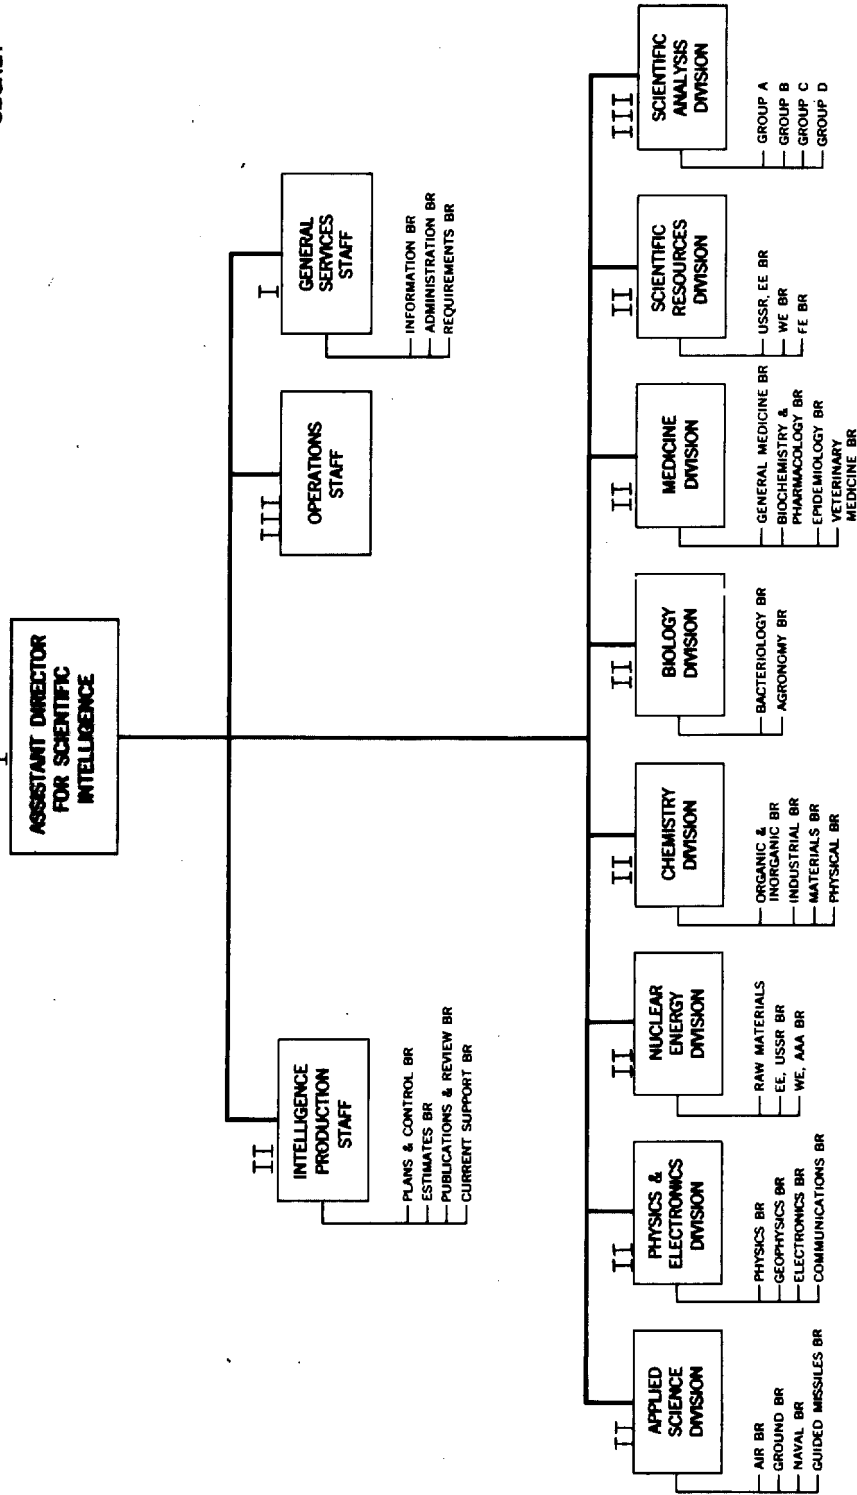 I
ASSISTANT DIRECTOR
FOR SCIENTIFIC
INTELLIGENCE
II
INTELLIGENCE
PRODUCTION
STAFF
PLANS & CONTROL BR
ESTIMATES BR
PUBLICATIONS & REVIEW BR
CURRENT SUPPORT BR
III
OPERATIONS
STAFF
I
GENERAL
SERVICES
STAFF
INFORMATION BR
ADMINISTRATION BR
REQUIREMENTS BR
II
APPLIED
SCIENCE
DIVISION
AIR BR
GROUND BR
NAVAL BR
GUIDED MISSILES BR
II
PHYSICS &
ELECTRONICS
DIVISION
PHYSICS BR
GEOPHYSICS BR
ELECTRONICS BR
COMMUNICATIONS BR
II
NUCLEAR
ENERGY
DIVISION
RAW MATERIALS
EE, USSR BR
WE, AAA BR
II
CHEMISTRY
DIVISION
ORGANIC &
INORGANIC BR
INDUSTRIAL BR
MATERIALS BR
PHYSICAL BR
II
BIOLOGY
DIVISION
BACTERIOLOGY BR
AGRONOMY BR
II
MEDICINE
DIVISION
GENERAL MEDICINE BR
BIOCHEMISTRY &
PHARMACOLOGY BR
EPIDEMIOLOGY BR
VETERINARY
MEDICINE BR
II
SCIENTIFIC
RESOURCES
DIVISION
USSR, EE BR
WE BR
FE BR
III
SCIENTIFIC
ANALYSIS
DIVISION
GROUP A
GROUP B
GROUP C
GROUP D